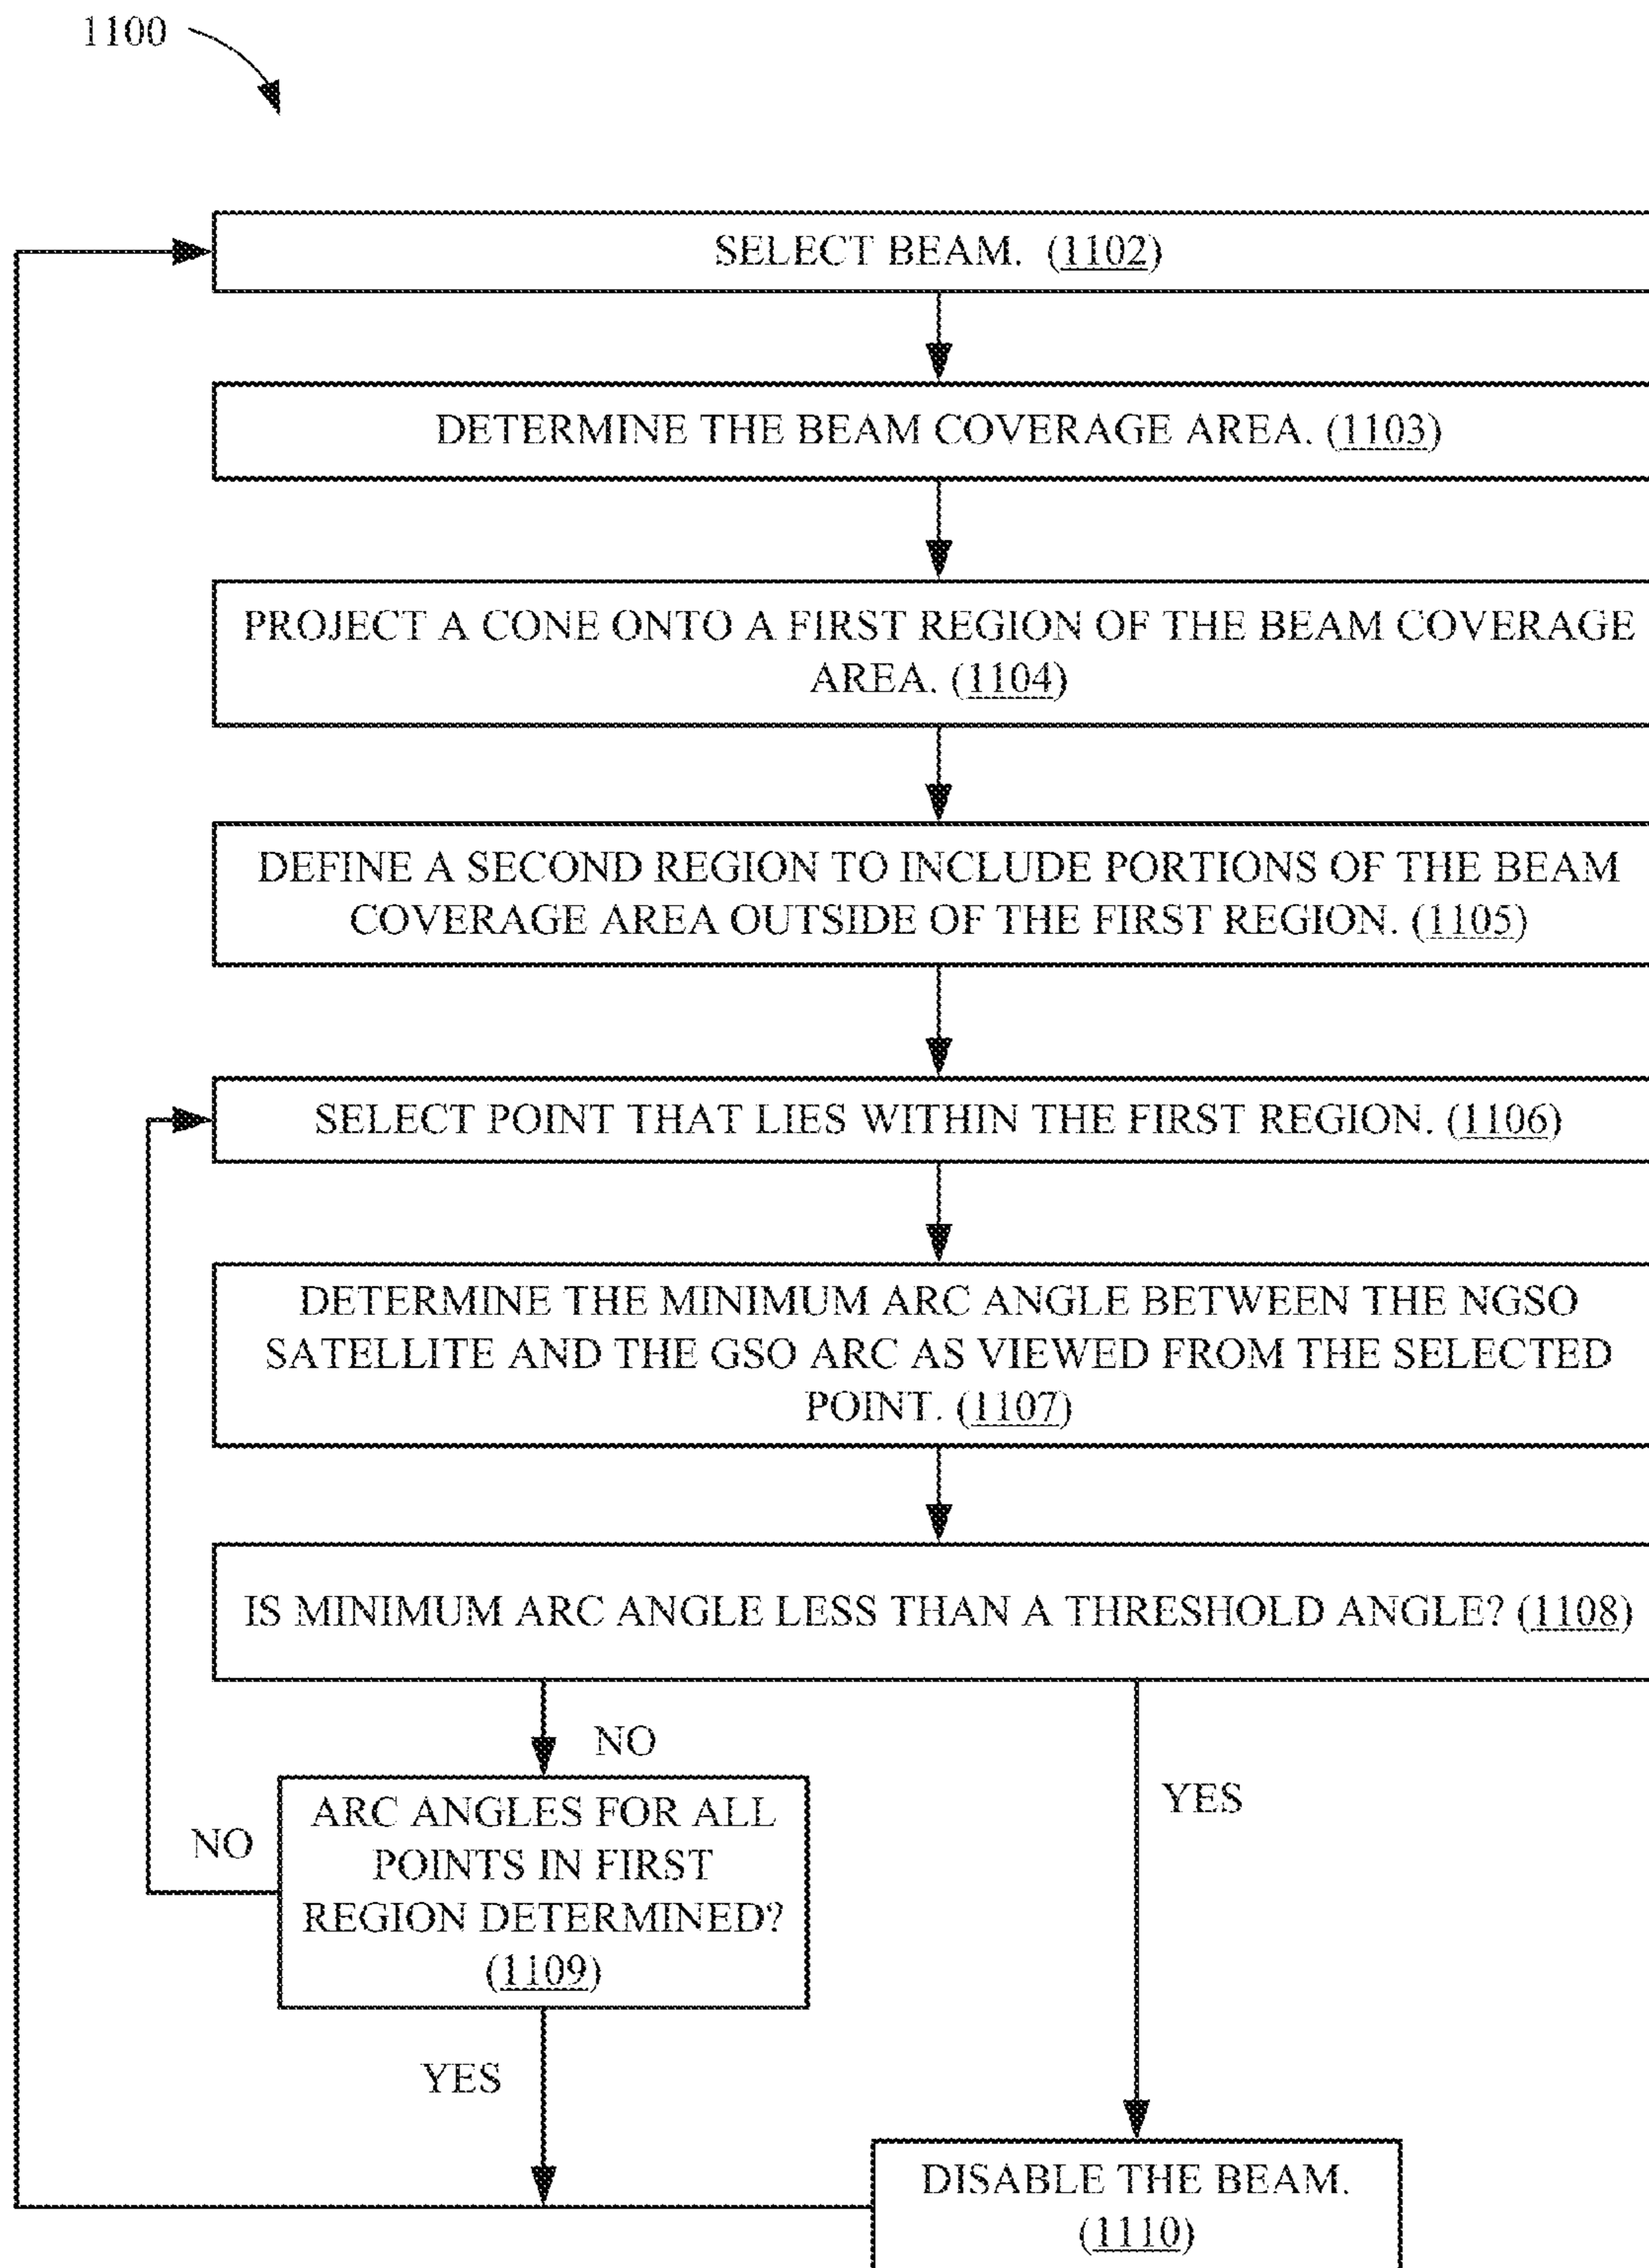 1100
SELECT BEAM. (1102)
DETERMINE THE BEAM COVERAGE AREA. (1103)
PROJECT A CONE ONTO A FIRST REGION OF THE BEAM COVERAGE
AREA. (1104)
DEFINE A SECOND REGION TO INCLUDE PORTIONS OF THE BEAM
COVERAGE AREA OUTSIDE OF THE FIRST REGION. (1105)
SELECT POINT THAT LIES WITHIN THE FIRST REGION. (1106)
DETERMINE THE MINIMUM ARC ANGLE BETWEEN THE NGSO
SATELLITE AND THE GSO ARC AS VIEWED FROM THE SELECTED
POINT. (1107)
IS MINIMUM ARC ANGLE LESS THAN A THRESHOLD ANGLE? (1108)
NO
YES
ARC ANGLES FOR ALL
POINTS IN FIRST
REGION DETERMINED?
(1109)
NO
YES
DISABLE THE BEAM.
(1110)